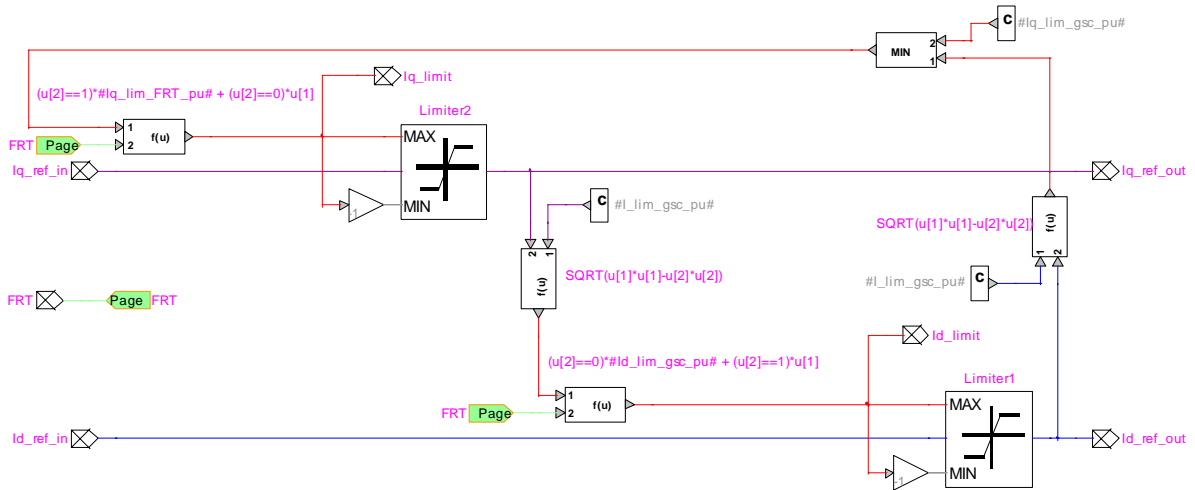 C #Iq_lim_gsc_pu#
2
MIN
1
Iq_limit
(u[2]==1)*#Iq_lim_FRT_pu# + (u[2]==0)*u[1]
Limiter2
1
f(u)
2
FRT Page
MAX
Iq_ref_in
Iq_ref_out
-1
MIN
C #I_lim_gsc_pu#
SQRT(u[1]*u[1]-u[2]*u[2])
f(u)
1
2
2
1
SQRT(u[1]*u[1]-u[2]*u[2])
f(u)
#I_lim_gsc_pu# C
FRT
Page FRT
Id_limit
(u[2]==0)*#Id_lim_gsc_pu# + (u[2]==1)*u[1]
Limiter1
1
f(u)
2
FRT Page
MAX
Id_ref_in
Id_ref_out
-1
MIN